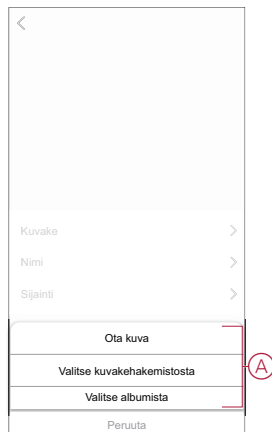 Kuvake
Nimi
Sijainti
Ota kuva
Valitse kuvakehakemistosta
A
Valitse albumista
Peruuta